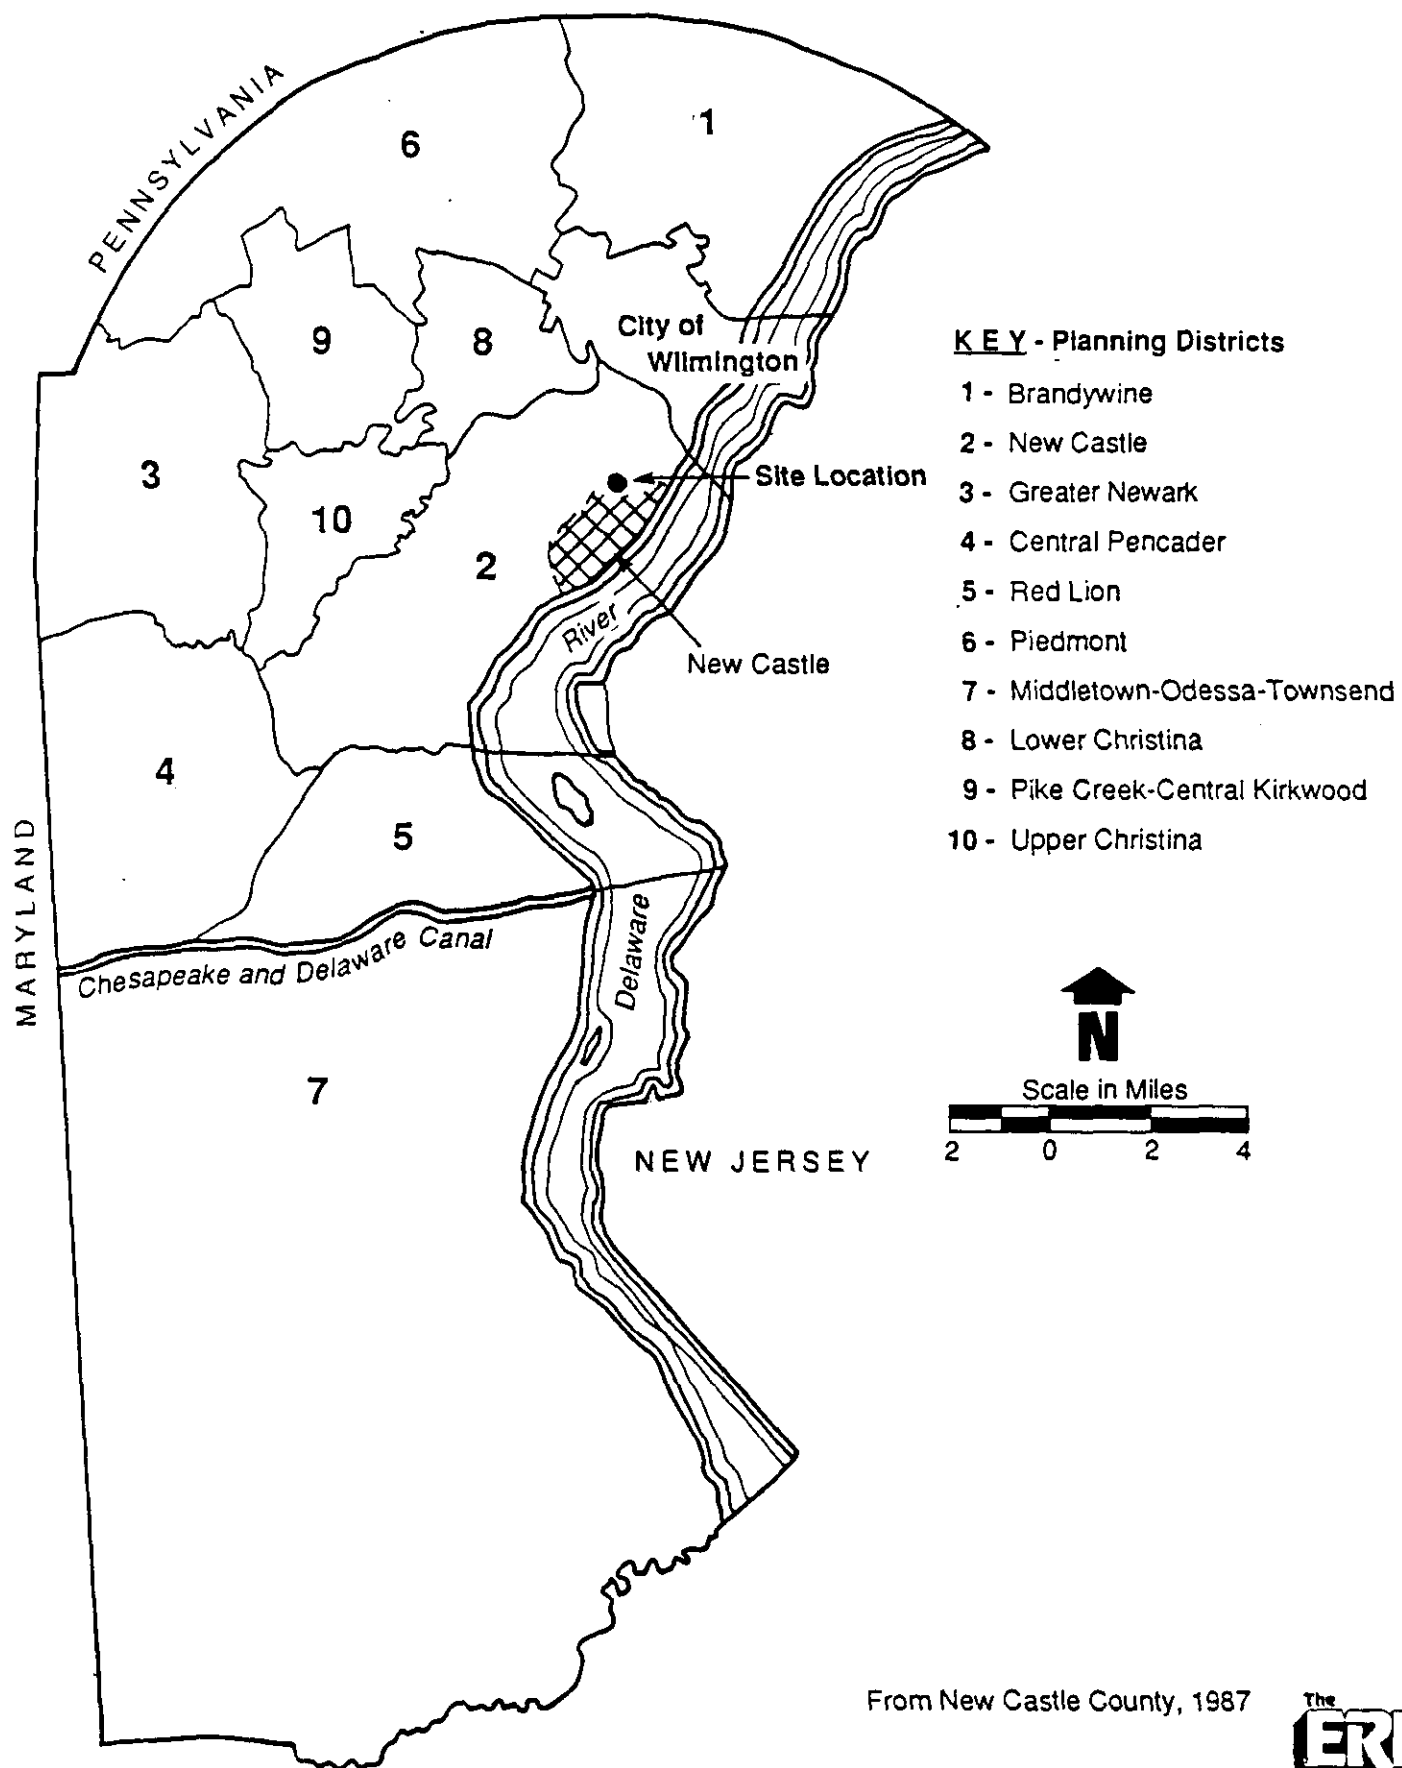 PENNSYLVANIA
6
1
9
8
City of
Wilmington
3
10
2
Site Location
River
New Castle
4
5
MARYLAND
Chesapeake and Delaware Canal
Delaware
7
NEW JERSEY
KEY - Planning Districts
1 - Brandywine
2 - New Castle
3 - Greater Newark
4 - Central Pencader
5 - Red Lion
6 - Piedmont
7 - Middletown-Odessa-Townsend
8 - Lower Christina
9 - Pike Creek-Central Kirkwood
10 - Upper Christina
N
Scale in Miles
2 0 2 4
From New Castle County, 1987
The